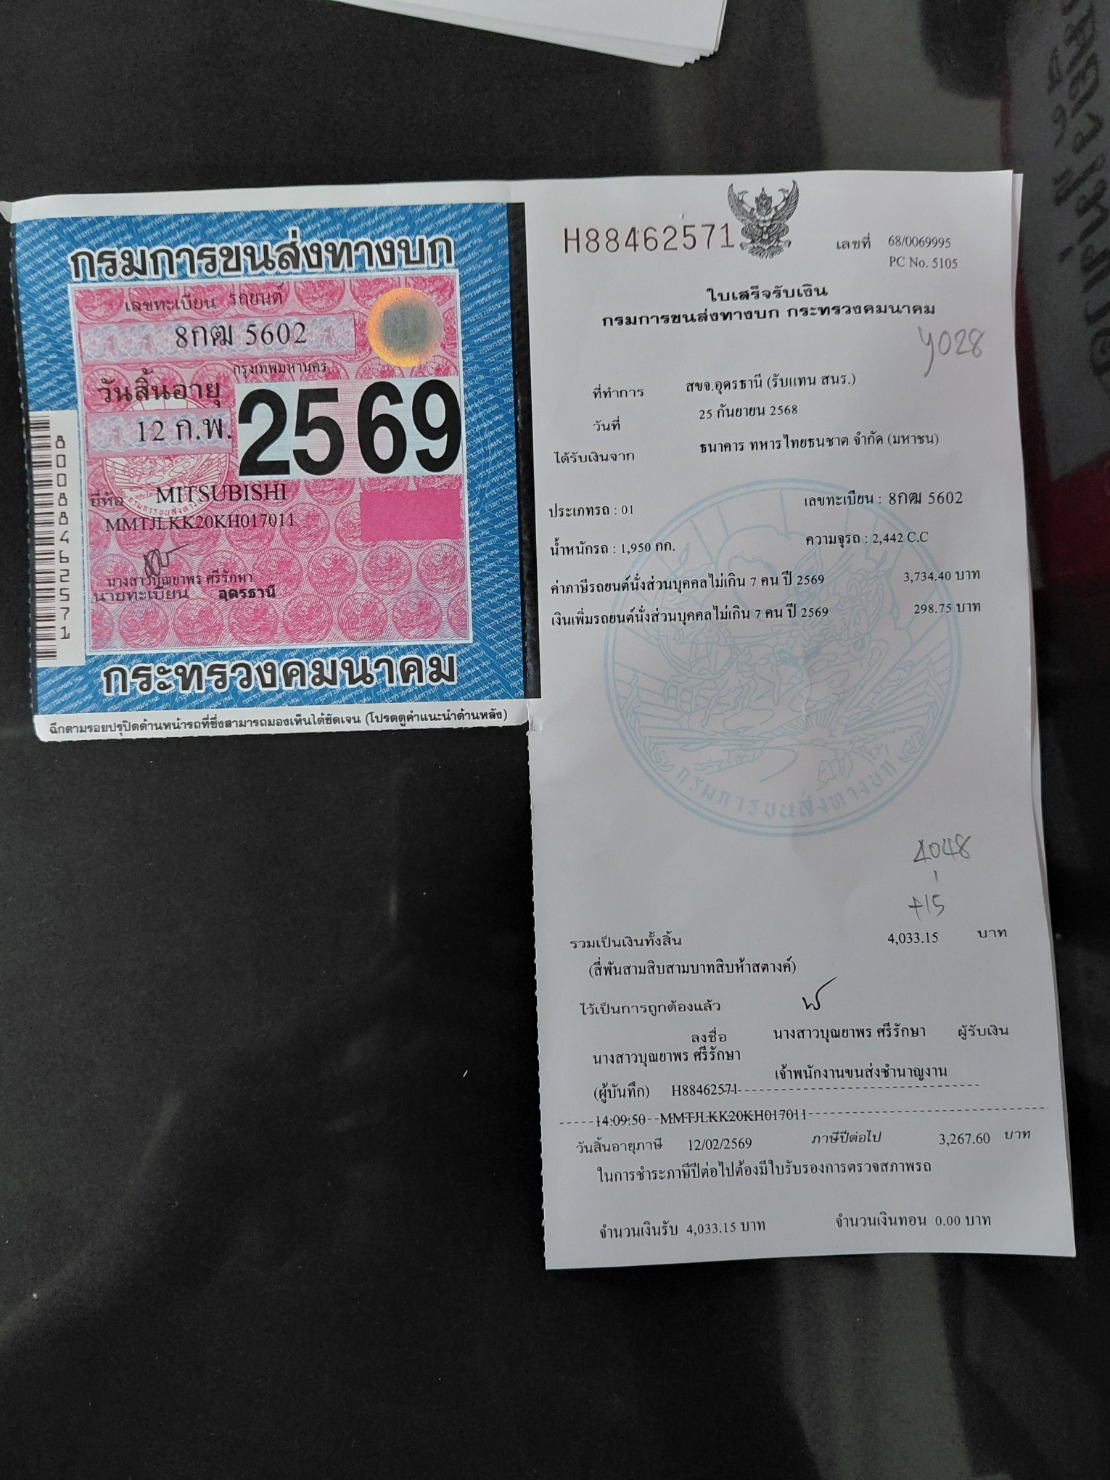 กรมการขนส่งทางบก
เลขทะเบียน รถยนต์
8กฒ 5602
กรุงเทพมหานคร
วันสิ้นอายุ
12 ก.พ. 2569
ยี่ห้อ MITSUBISHI
MMTJLKK20KH017011
นางสาวบุณยาพร ศรีรักษา
นายทะเบียน อุดรธานี
80088462571
กระทรวงคมนาคม
ฉีกตามรอยปรุปิดด้านหน้ารถที่ซึ่งสามารถมองเห็นได้ชัดเจน (โปรดดูคำแนะนำด้านหลัง)
H88462571
เลขที่ 68/0069995
PC No. 5105
ใบเสร็จรับเงิน
กรมการขนส่งทางบก กระทรวงคมนาคม
ที่ทำการ สขจ.อุดรธานี (รับแทน สนร.)
วันที่ 25 กันยายน 2568
ได้รับเงินจาก ธนาคาร ทหารไทยธนชาต จำกัด (มหาชน)
ประเภทรถ : 01 เลขทะเบียน : 8กฒ 5602
น้ำหนักรถ : 1,950 กก. ความจุรถ : 2,442 C.C
ค่าภาษีรถยนต์นั่งส่วนบุคคลไม่เกิน 7 คน ปี 2569 3,734.40 บาท
เงินเพิ่มรถยนต์นั่งส่วนบุคคลไม่เกิน 7 คน ปี 2569 298.75 บาท
กรมการขนส่งทางบก
4048
+15
รวมเป็นเงินทั้งสิ้น 4,033.15 บาท
(สี่พันสามสิบสามบาทสิบห้าสตางค์)
ไว้เป็นการถูกต้องแล้ว
ลงชื่อ นางสาวบุณยาพร ศรีรักษา ผู้รับเงิน
นางสาวบุณยาพร ศรีรักษา
เจ้าพนักงานขนส่งชำนาญงาน
(ผู้บันทึก) H88462571
14:09:50 MMTJLKK20KH017011
วันสิ้นอายุภาษี 12/02/2569 ภาษีปีต่อไป 3,267.60 บาท
ในการชำระภาษีปีต่อไปต้องมีใบรับรองการตรวจสภาพรถ
จำนวนเงินรับ 4,033.15 บาท จำนวนเงินทอน 0.00 บาท